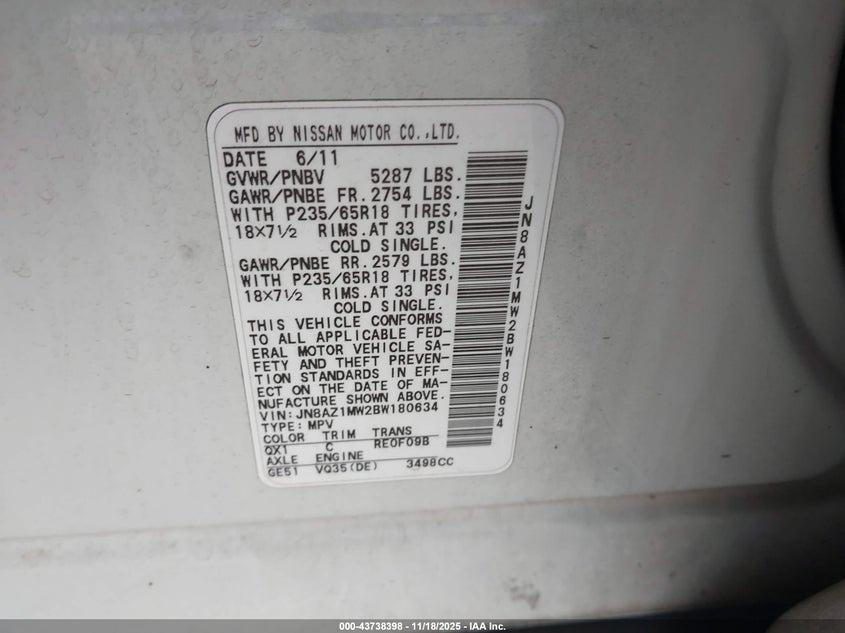 MFD BY NISSAN MOTOR CO.,LTD.
DATE 6/11
GVWR/PNBV 5287 LBS.
GAWR/PNBE FR. 2754 LBS.
WITH P235/65R18 TIRES,
18X7½ RIMS.AT 33 PSI
COLD SINGLE.
GAWR/PNBE RR. 2579 LBS.
WITH P235/65R18 TIRES,
18X7½ RIMS.AT 33 PSI
COLD SINGLE.
THIS VEHICLE CONFORMS
TO ALL APPLICABLE FED-
ERAL MOTOR VEHICLE SA-
FETY AND THEFT PREVEN-
TION STANDARDS IN EFF-
ECT ON THE DATE OF MA-
NUFACTURE SHOWN ABOVE.
VIN:JN8AZ1MW2BW180634
TYPE:MPV
COLOR TRIM TRANS
QX1 C RE0F09B
AXLE ENGINE
GE51 VQ35(DE) 3498CC
JN8AZ1MW2BW180634
000-43738398 - 11/18/2025 - IAA Inc.